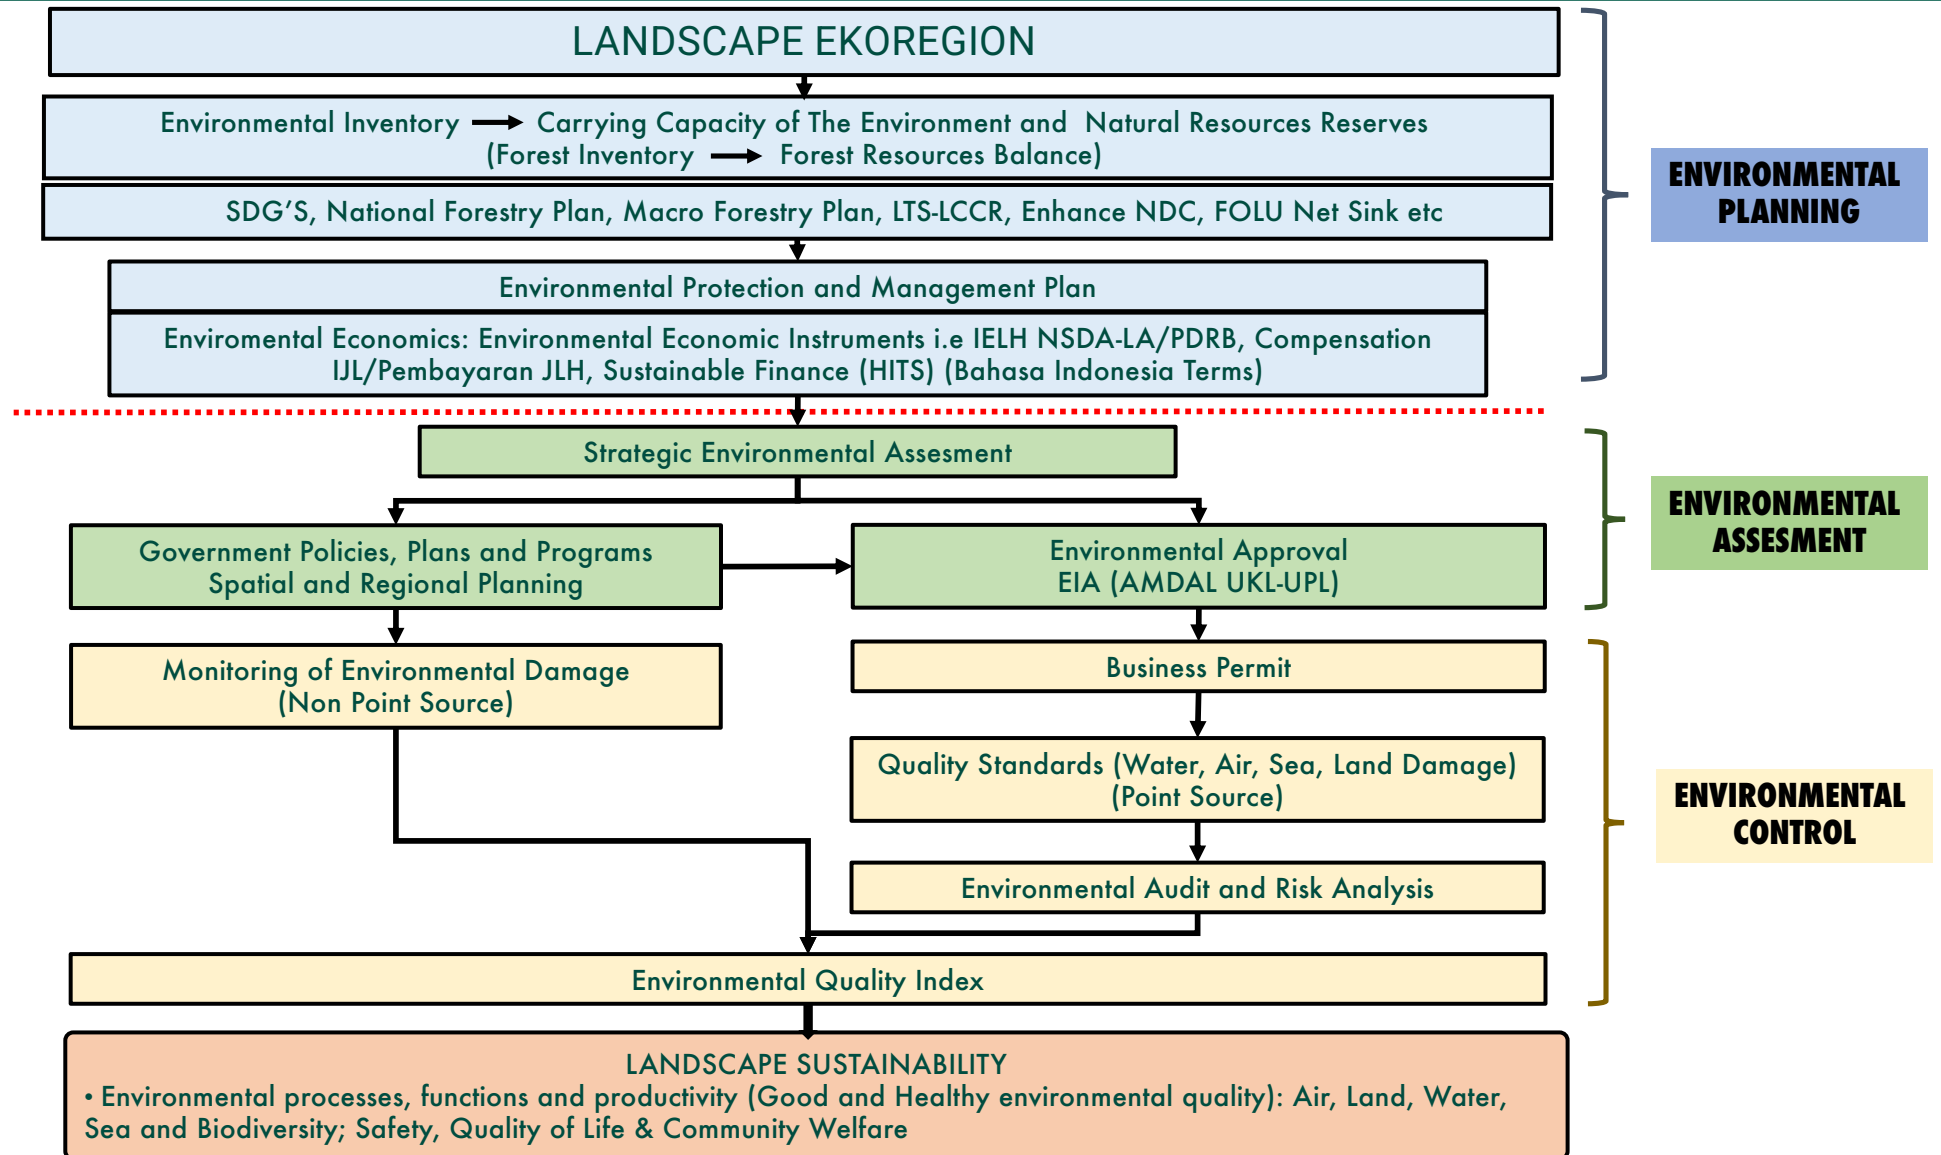 LANDSCAPE EKOREGION
Environmental Inventory → Carrying Capacity of The Environment and Natural Resources Reserves
(Forest Inventory → Forest Resources Balance)
SDG'S, National Forestry Plan, Macro Forestry Plan, LTS-LCCR, Enhance NDC, FOLU Net Sink etc
ENVIRONMENTAL
PLANNING
Environmental Protection and Management Plan
Enviromental Economics: Environmental Economic Instruments i.e IELH NSDA-LA/PDRB, Compensation
IJL/Pembayaran JLH, Sustainable Finance (HITS) (Bahasa Indonesia Terms)
Strategic Environmental Assesment
Government Policies, Plans and Programs
Spatial and Regional Planning
Environmental Approval
EIA (AMDAL UKL-UPL)
ENVIRONMENTAL
ASSESMENT
Monitoring of Environmental Damage
(Non Point Source)
Business Permit
Quality Standards (Water, Air, Sea, Land Damage)
(Point Source)
Environmental Audit and Risk Analysis
ENVIRONMENTAL
CONTROL
Environmental Quality Index
LANDSCAPE SUSTAINABILITY
• Environmental processes, functions and productivity (Good and Healthy environmental quality): Air, Land, Water,
Sea and Biodiversity; Safety, Quality of Life & Community Welfare